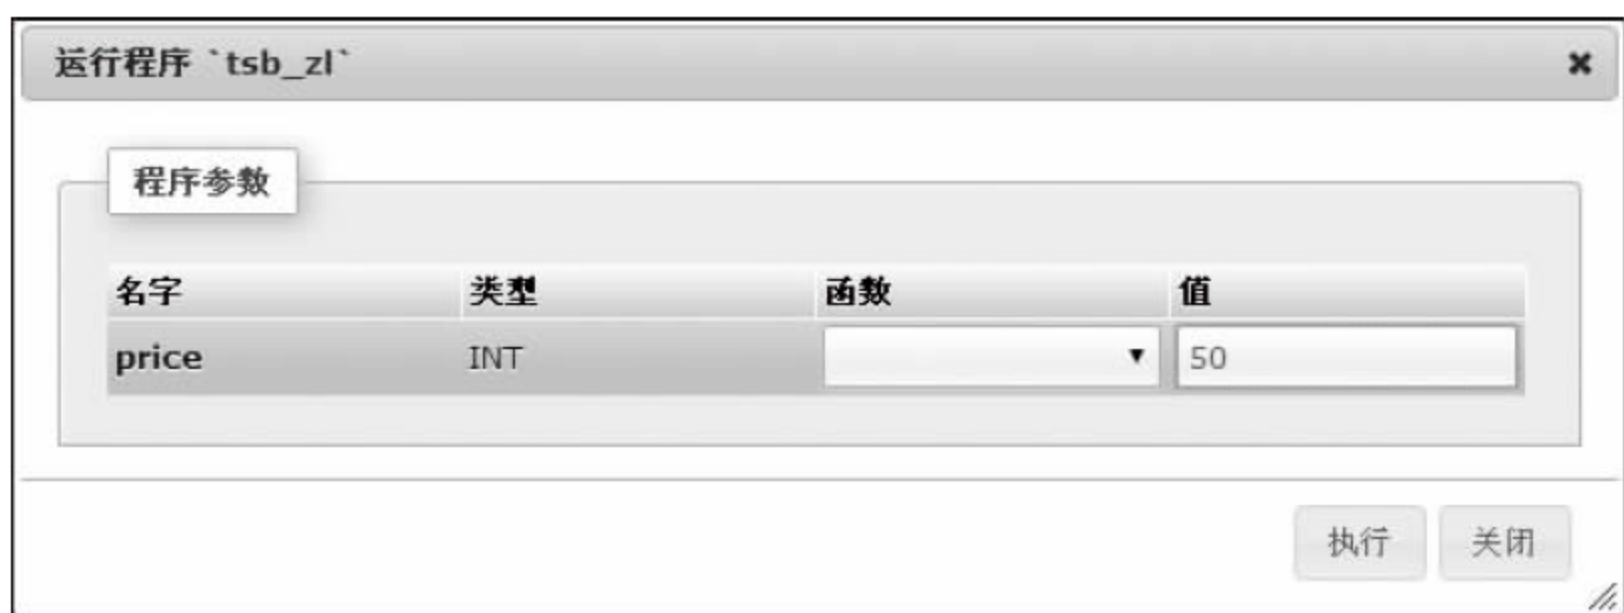 运行程序 `tsb_zl` ✖
程序参数
名字 类型 函数 值
price INT 50
执行 关闭